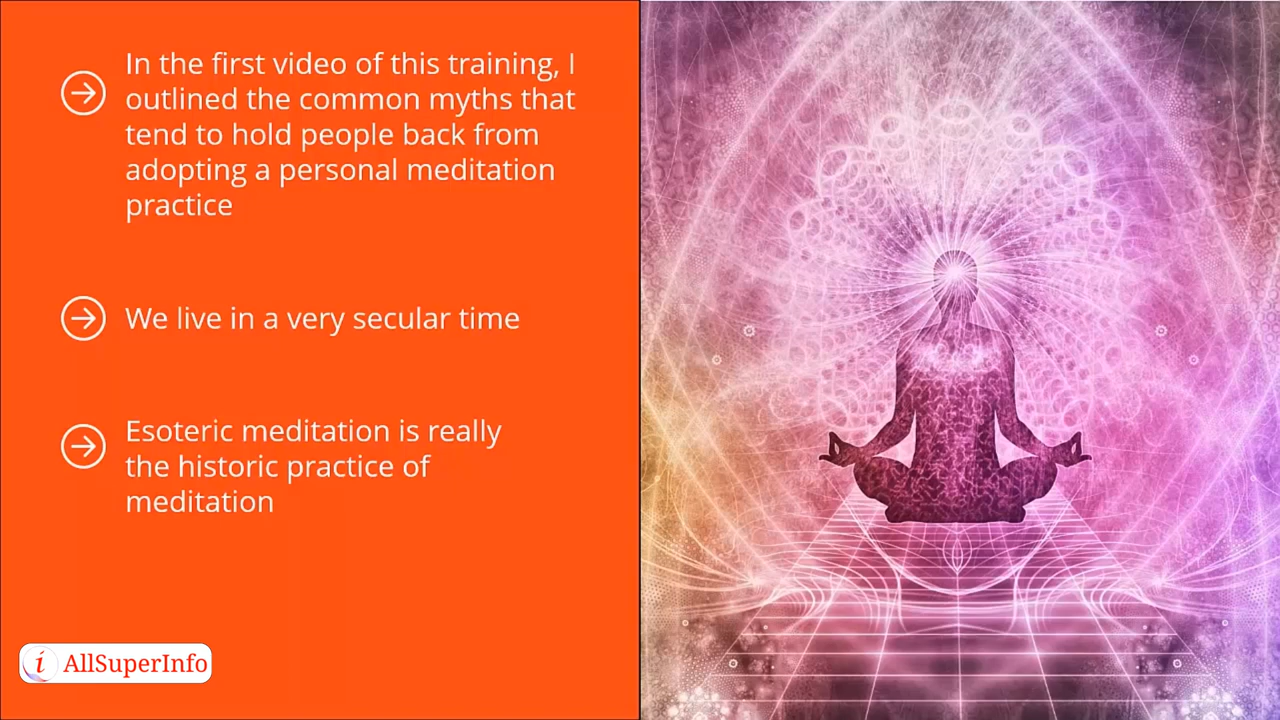 In the first video of this training, I
outlined the common myths that
tend to hold people back from
adopting a personal meditation
practice
We live in a very secular time
Esoteric meditation is really
the historic practice of
meditation
i AllSuperInfo